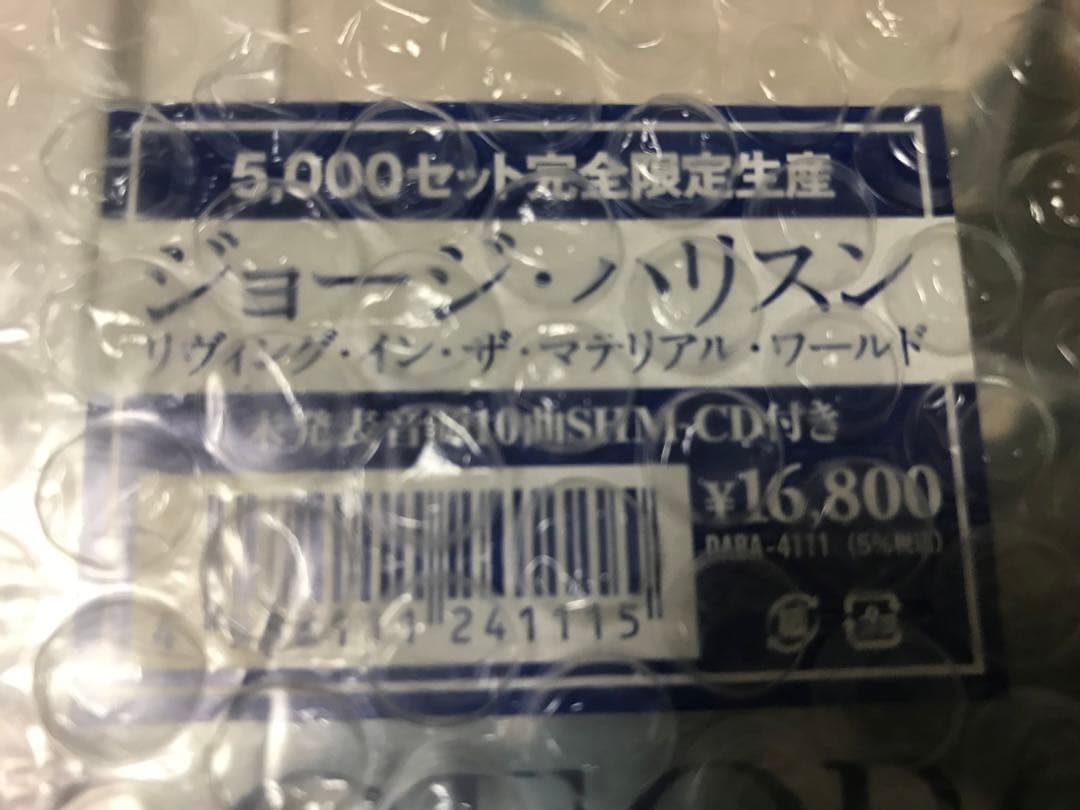 5,000セット完全限定生産
ジョージ・ハリスン
リヴィング・イン・ザ・マテリアル・ワールド
未発表音源10曲SHM-CD付き
¥16,800
DABA-4111 (5%税込)
241115